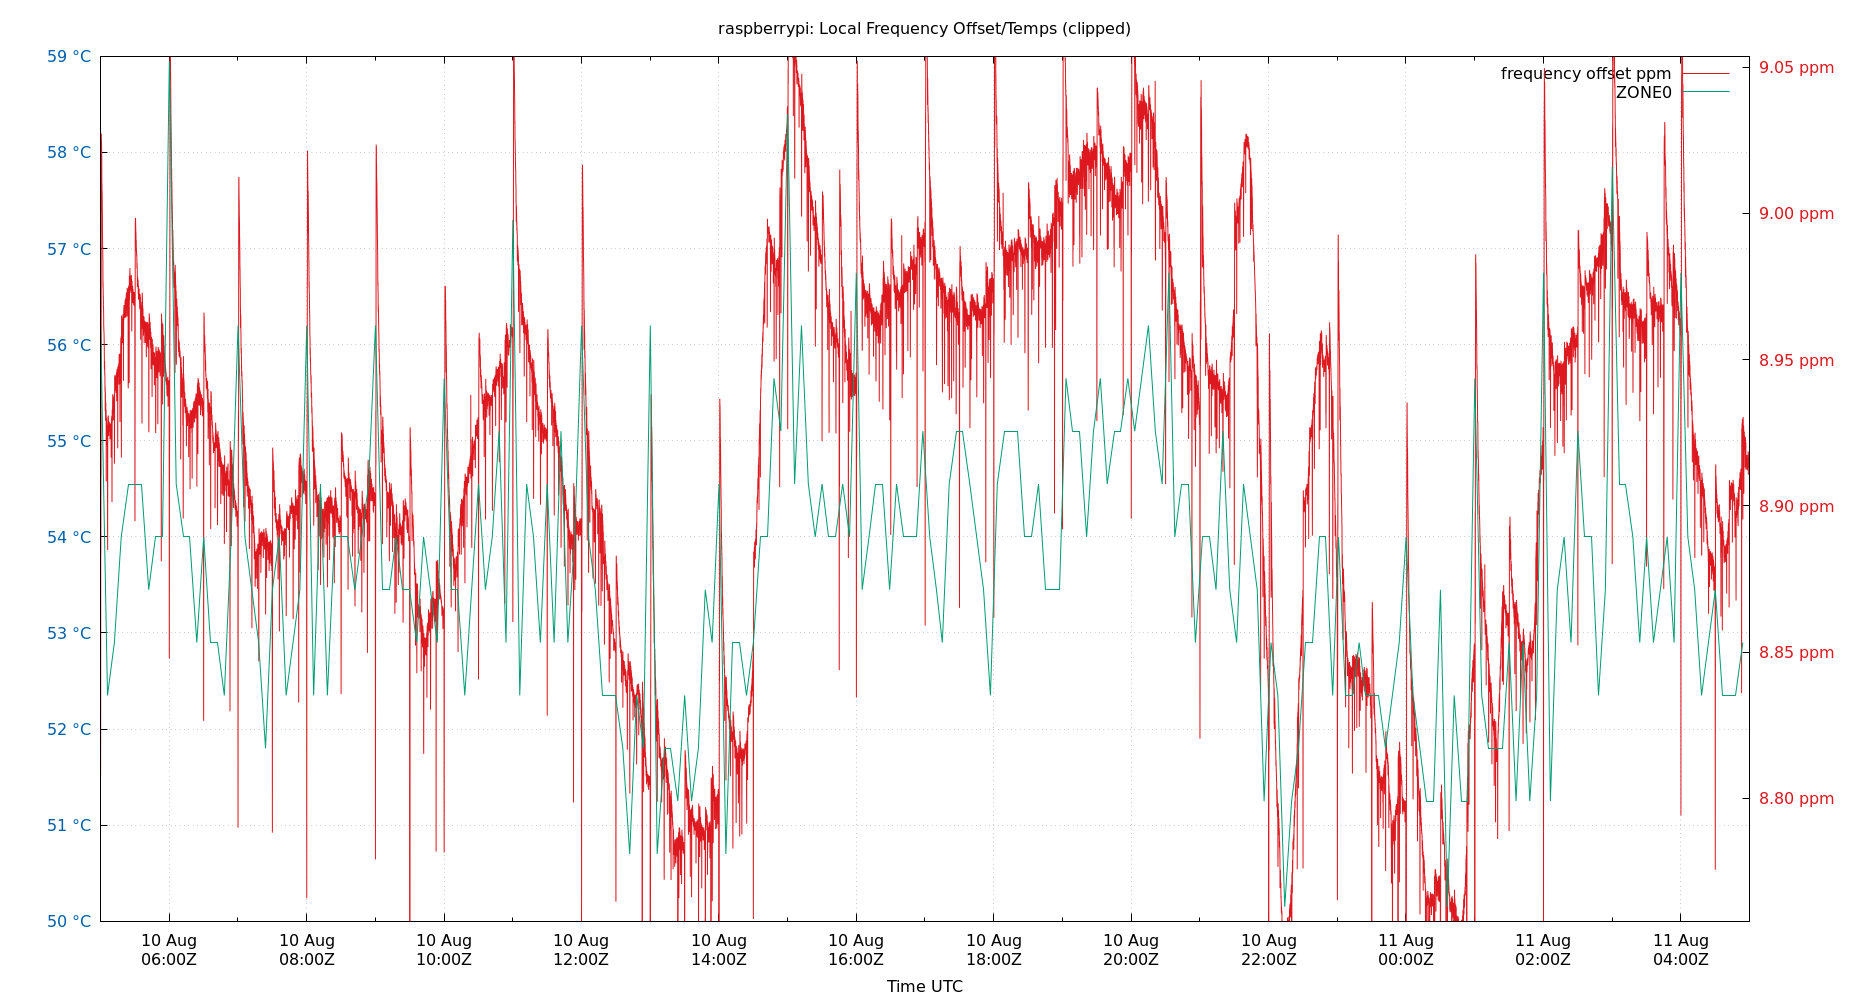 raspberrypi: Local Frequency Offset/Temps (clipped)
59 °C
58 °C
57 °C
56 °C
55 °C
54 °C
53 °C
52 °C
51 °C
50 °C
frequency offset ppm
ZONE0
9.05 ppm
9.00 ppm
8.95 ppm
8.90 ppm
8.85 ppm
8.80 ppm
10 Aug 10 Aug 10 Aug 10 Aug 10 Aug 10 Aug 10 Aug 10 Aug 10 Aug 11 Aug 11 Aug 11 Aug
06:00Z 08:00Z 10:00Z 12:00Z 14:00Z 16:00Z 18:00Z 20:00Z 22:00Z 00:00Z 02:00Z 04:00Z
Time UTC